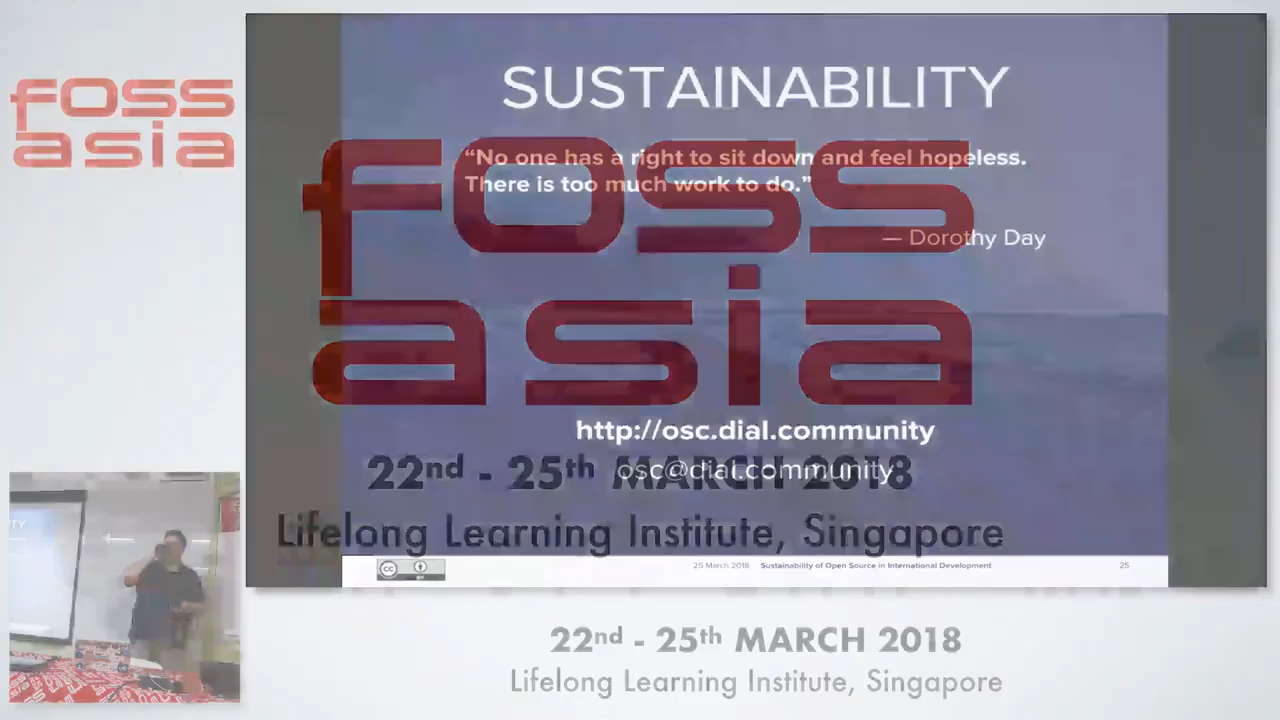 foss
asia
SUSTAINABILITY
“No one has a right to sit down and feel hopeless.
There is too much work to do.”
— Dorothy Day
foss
asia
http://osc.dial.community
osc@dial.community
22nd - 25th MARCH 2018
Lifelong Learning Institute, Singapore
cc
BY
25 March 2018 Sustainability of Open Source in International Development 25
TY
22nd - 25th MARCH 2018
Lifelong Learning Institute, Singapore